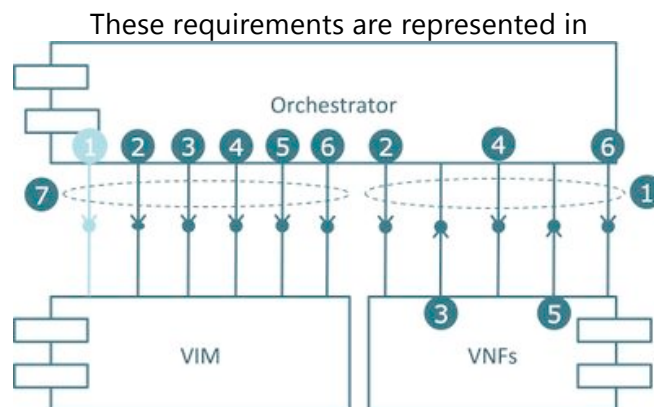 These requirements are represented in
Orchestrator
1 2 3 4 5 6 2 4 6
7 1
3 5
VIM VNFs